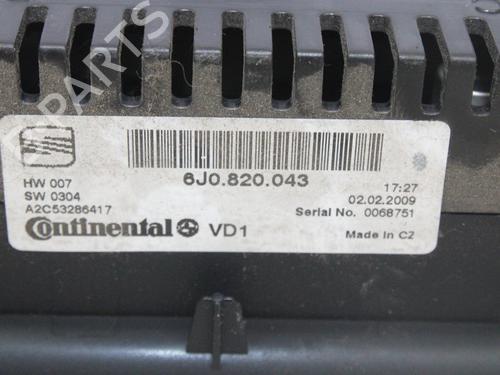 B-PARTS
6J0.820.043
HW 007
SW 0304
A2C53286417
17:27
02.02.2009
Serial No. 0068751
Continental VD1
Made in CZ